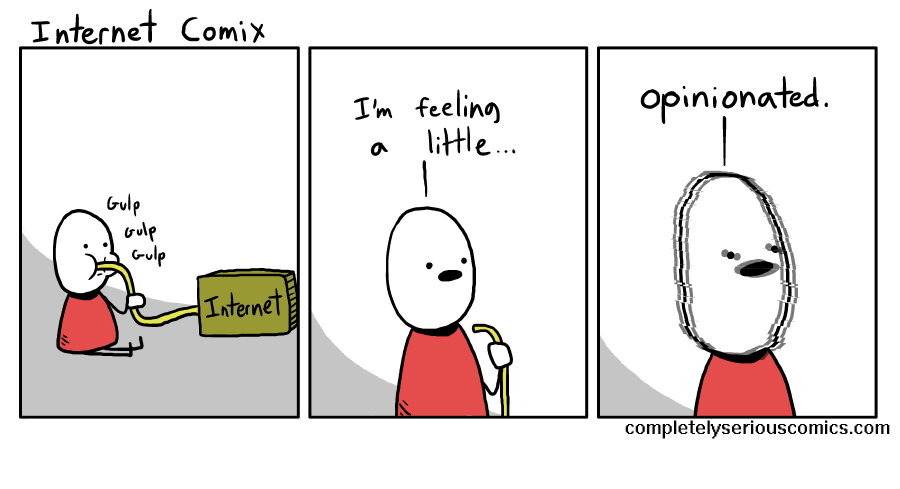 Internet Comix
Gulp
Gulp
Gulp
Internet
I'm feeling
a little...
opinionated.
completelyseriouscomics.com